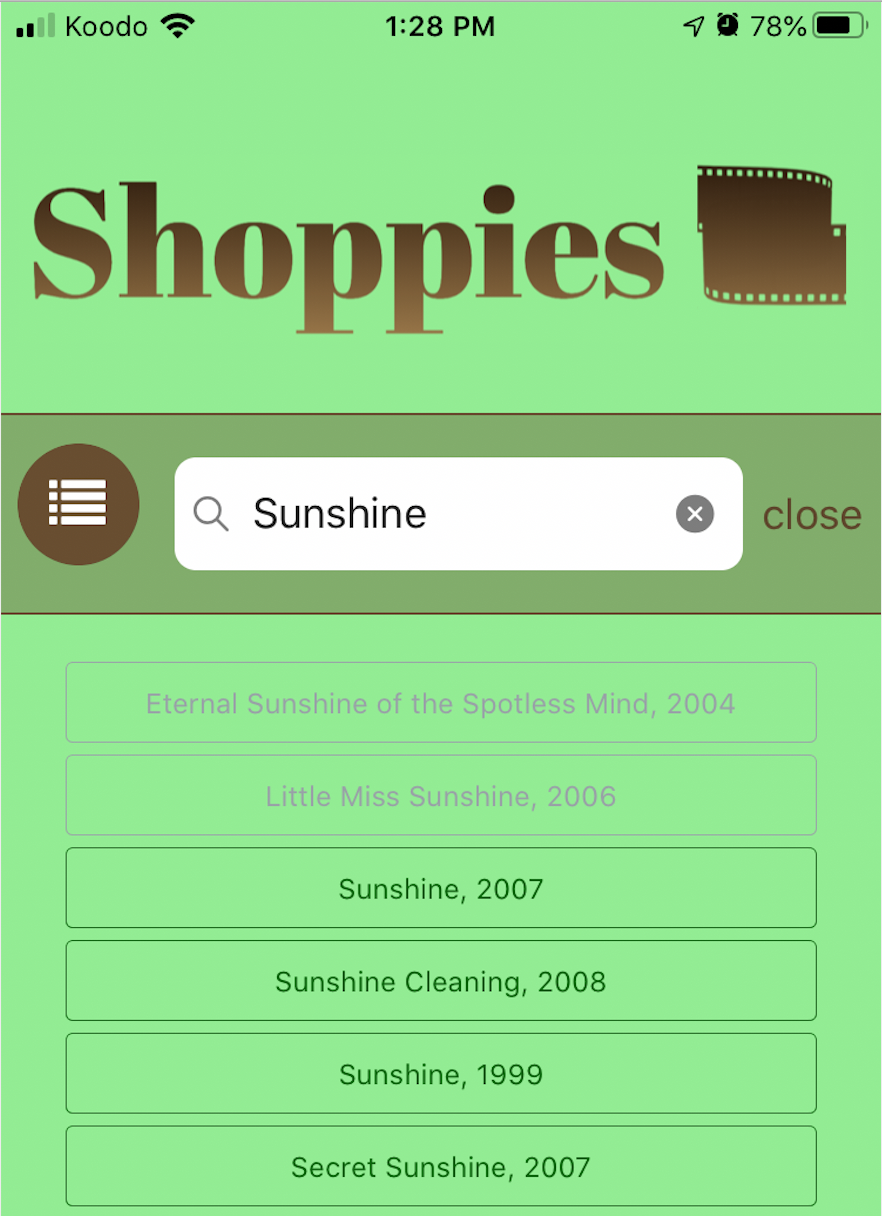 Koodo 1:28 PM 78%
Shoppies
Sunshine close
Eternal Sunshine of the Spotless Mind, 2004
Little Miss Sunshine, 2006
Sunshine, 2007
Sunshine Cleaning, 2008
Sunshine, 1999
Secret Sunshine, 2007